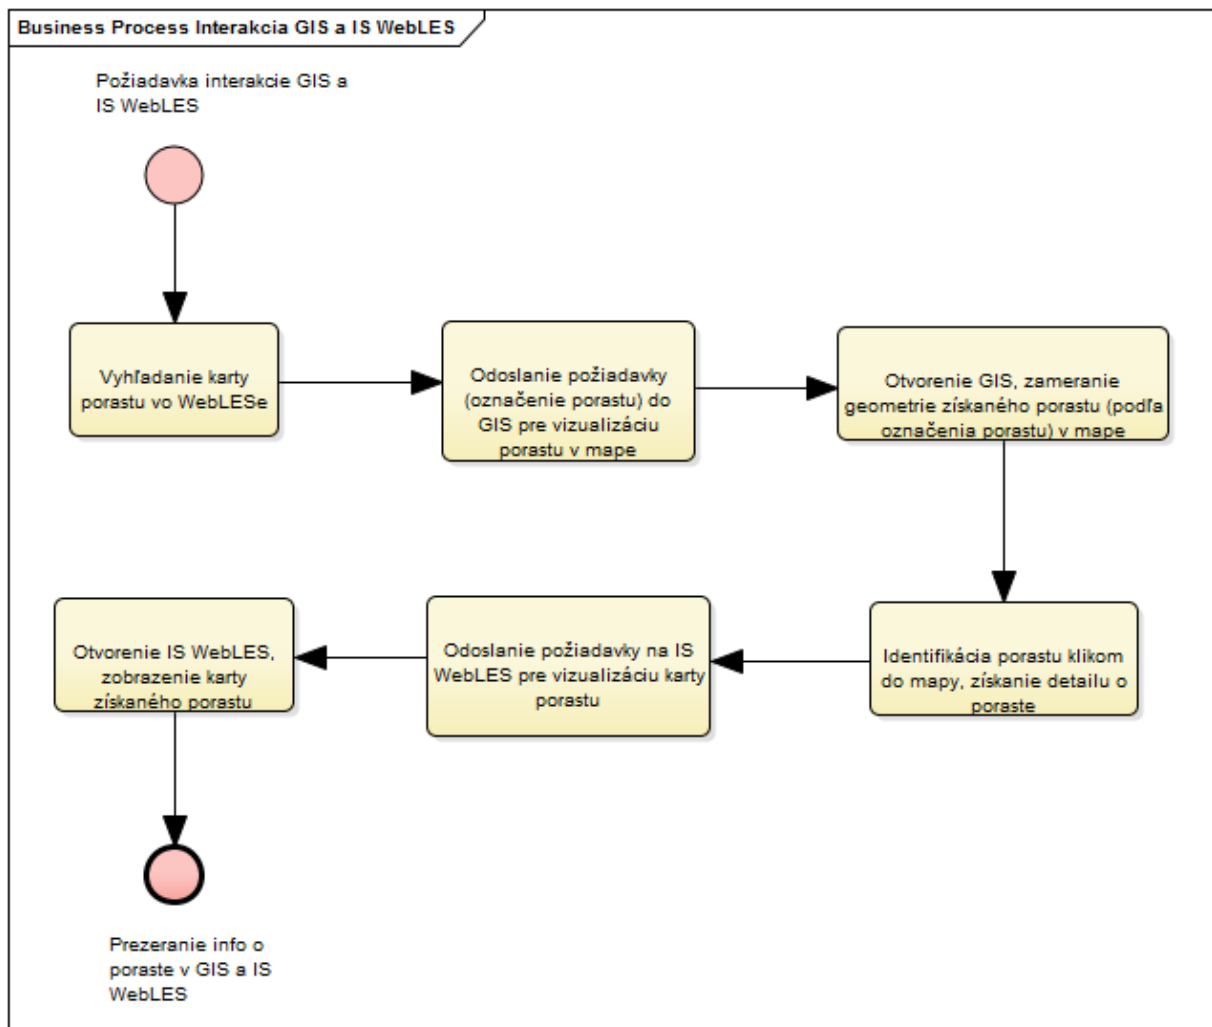 Business Process Interakcia GIS a IS WebLES
Požiadavka interakcie GIS a
IS WebLES
Vyhľadanie karty
porastu vo WebLESe
Odoslanie požiadavky
(označenie porastu) do
GIS pre vizualizáciu
porastu v mape
Otvorenie GIS, zameranie
geometrie získaného porastu (podľa
označenia porastu) v mape
Identifikácia porastu klikom
do mapy, získanie detailu o
poraste
Odoslanie požiadavky na IS
WebLES pre vizualizáciu karty
porastu
Otvorenie IS WebLES,
zobrazenie karty
získaného porastu
Prezeranie info o
poraste v GIS a IS
WebLES